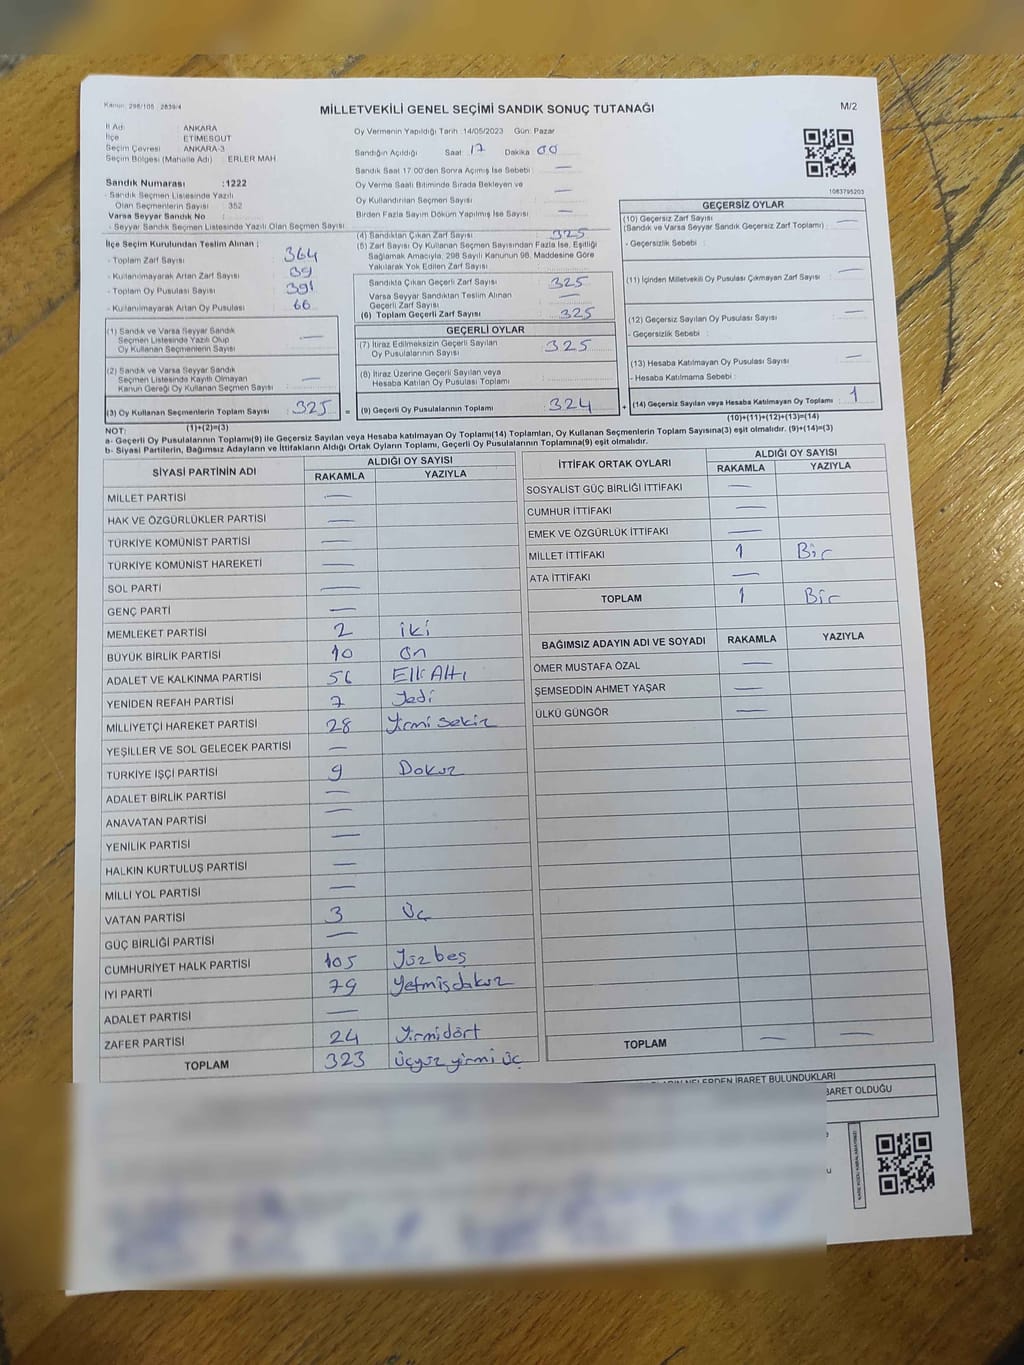 Kanun: 298/105 2839/4
MİLLETVEKİLİ GENEL SEÇİMİ SANDIK SONUÇ TUTANAĞI
M/2
İl Adı : ANKARA
İlçe : ETİMESGUT
Seçim Çevresi : ANKARA-3
Seçim Bölgesi (Mahalle Adı) : ERLER MAH.
Sandık Numarası : 1222
- Sandık Seçmen Listesinde Yazılı
Olan Seçmenlerin Sayısı : 352
Varsa Seyyar Sandık No :
- Seyyar Sandık Seçmen Listesinde Yazılı Olan Seçmen Sayısı
Oy Vermenin Yapıldığı Tarih :14/05/2023 Gün: Pazar
Sandığın Açıldığı Saat 17 Dakika 00
Sandık Saat 17.00'den Sonra Açımış İse Sebebi : —
Oy Verme Saati Bitiminde Sırada Bekleyen ve
Oy Kullandırılan Seçmen Sayısı : —
Birden Fazla Sayım Döküm Yapılmış İse Sayısı : —
1083795203
İlçe Seçim Kurulundan Teslim Alınan ;
- Toplam Zarf Sayısı : 364
- Kullanılmayarak Artan Zarf Sayısı : 39
- Toplam Oy Pusulası Sayısı : 391
- Kullanılmayarak Artan Oy Pusulası : 66
(1) Sandık ve Varsa Seyyar Sandık
Seçmen Listesinde Yazılı Olup
Oy Kullanan Seçmenlerin Sayısı : —
(2) Sandık ve Varsa Seyyar Sandık
Seçmen Listesinde Kayıtlı Olmayan
Kanun Gereği Oy Kullanan Seçmen Sayısı : —
(3) Oy Kullanan Seçmenlerin Toplam Sayısı : 325
(1)+(2)=(3)
(4) Sandıktan Çıkan Zarf Sayısı : 325
(5) Zarf Sayısı Oy Kullanan Seçmen Sayısından Fazla İse, Eşitliği
Sağlamak Amacıyla, 298 Sayılı Kanunun 98. Maddesine Göre
Yakılarak Yok Edilen Zarf Sayısı :
Sandıkta Çıkan Geçerli Zarf Sayısı : 325
Varsa Seyyar Sandıktan Teslim Alınan
Geçerli Zarf Sayısı : —
(6) Toplam Geçerli Zarf Sayısı : 325
GEÇERLİ OYLAR
(7) İtiraz Edilmeksizin Geçerli Sayılan
Oy Pusulalarının Sayısı : 325
(8) İtiraz Üzerine Geçerli Sayılan veya
Hesaba Katılan Oy Pusulası Toplamı :
= (9) Geçerli Oy Pusulalarının Toplamı : 324
GEÇERSİZ OYLAR
(10) Geçersiz Zarf Sayısı
(Sandık ve Varsa Seyyar Sandık Geçersiz Zarf Toplamı) : —
- Geçersizlik Sebebi :
(11) İçinden Milletvekili Oy Pusulası Çıkmayan Zarf Sayısı : —
(12) Geçersiz Sayılan Oy Pusulası Sayısı : —
- Geçersizlik Sebebi :
(13) Hesaba Katılmayan Oy Pusulası Sayısı : —
- Hesaba Katılmama Sebebi :
+ (14) Geçersiz Sayılan veya Hesaba Katılmayan Oy Toplamı : 1
(10)+(11)+(12)+(13)=(14)
NOT:
a- Geçerli Oy Pusulalarının Toplamı(9) ile Geçersiz Sayılan veya Hesaba katılmayan Oy Toplamı(14) Toplamları, Oy Kullanan Seçmenlerin Toplam Sayısına(3) eşit olmalıdır. (9)+(14)=(3)
b- Siyasi Partilerin, Bağımsız Adayların ve İttifakların Aldığı Oy Sayıları Toplamı, Geçerli Oy Pusulalarının Toplamına(9) eşit olmalıdır.
SİYASİ PARTİNİN ADI ALDIĞI OY SAYISI
RAKAMLA YAZIYLA
MİLLET PARTİSİ —
HAK VE ÖZGÜRLÜKLER PARTİSİ —
TÜRKİYE KOMÜNİST PARTİSİ —
TÜRKİYE KOMÜNİST HAREKETİ —
SOL PARTİ —
GENÇ PARTİ —
MEMLEKET PARTİSİ 2 iki
BÜYÜK BİRLİK PARTİSİ 10 on
ADALET VE KALKINMA PARTİSİ 56 Elli Altı
YENİDEN REFAH PARTİSİ 7 Yedi
MİLLİYETÇİ HAREKET PARTİSİ 28 Yirmi sekiz
YEŞİLLER VE SOL GELECEK PARTİSİ —
TÜRKİYE İŞÇİ PARTİSİ 9 Dokuz
ADALET BİRLİK PARTİSİ —
ANAVATAN PARTİSİ —
YENİLİK PARTİSİ —
HALKIN KURTULUŞ PARTİSİ —
MİLLİ YOL PARTİSİ —
VATAN PARTİSİ 3 Üç
GÜÇ BİRLİĞİ PARTİSİ —
CUMHURİYET HALK PARTİSİ 105 Yüz beş
İYİ PARTİ 79 Yetmiş dokuz
ADALET PARTİSİ —
ZAFER PARTİSİ 24 Yirmi dört
TOPLAM 323 Üçyüz yirmi üç
İTTİFAK ORTAK OYLARI ALDIĞI OY SAYISI
RAKAMLA YAZIYLA
SOSYALİST GÜÇ BİRLİĞİ İTTİFAKI —
CUMHUR İTTİFAKI —
EMEK VE ÖZGÜRLÜK İTTİFAKI —
MİLLET İTTİFAKI 1 Bir
ATA İTTİFAKI —
TOPLAM 1 Bir
BAĞIMSIZ ADAYIN ADI VE SOYADI RAKAMLA YAZIYLA
ÖMER MUSTAFA ÖZAL —
ŞEMSEDDİN AHMET YAŞAR —
ÜLKÜ GÜNGÖR —
TOPLAM — —
NELERDEN İBARET BULUNDUKLARI
BARET OLDUĞU